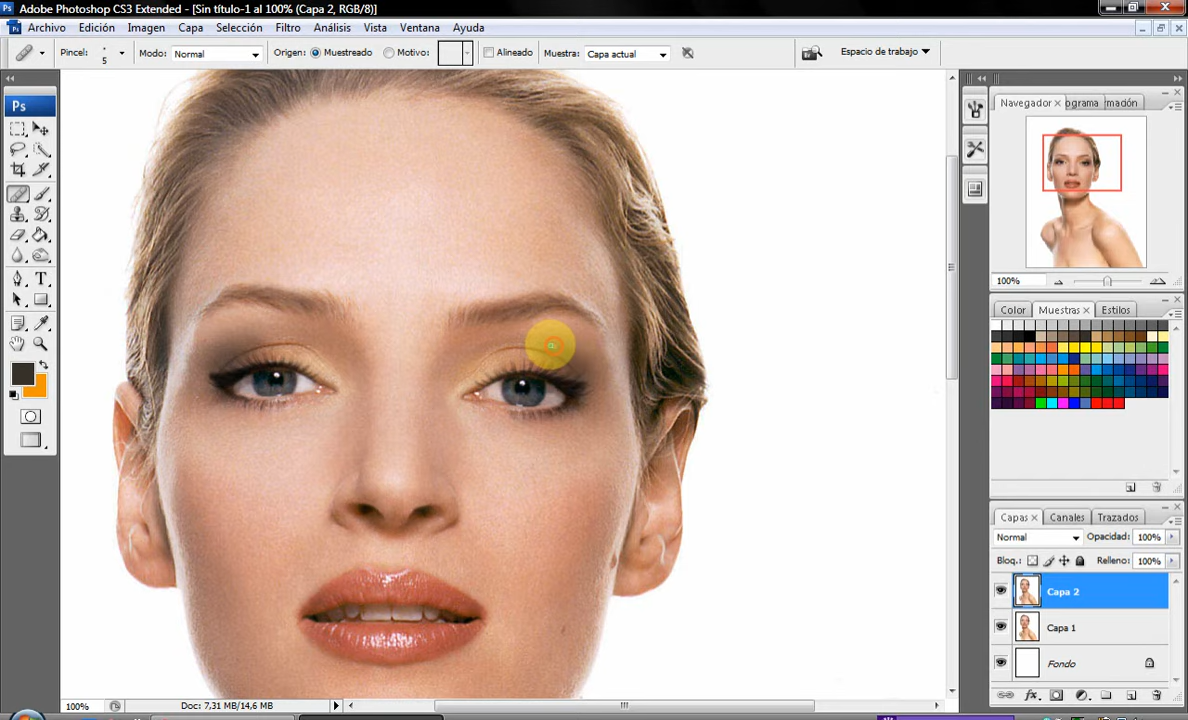 Adobe Photoshop CS3 Extended - [Sin título-1 al 100% (Capa 2, RGB/8)]
Archivo Edición Imagen Capa Selección Filtro Análisis Vista Ventana Ayuda
Pincel: 5 Modo: Normal Origen: Muestreado Motivo: Alineado Muestra: Capa actual Espacio de trabajo
Ps
Navegador ograma mación
100%
Color Muestras Estilos
Capas Canales Trazados
Normal Opacidad: 100%
Bloq.: Relleno: 100%
Capa 2
Capa 1
Fondo
100% Doc: 7,31 MB/14,6 MB